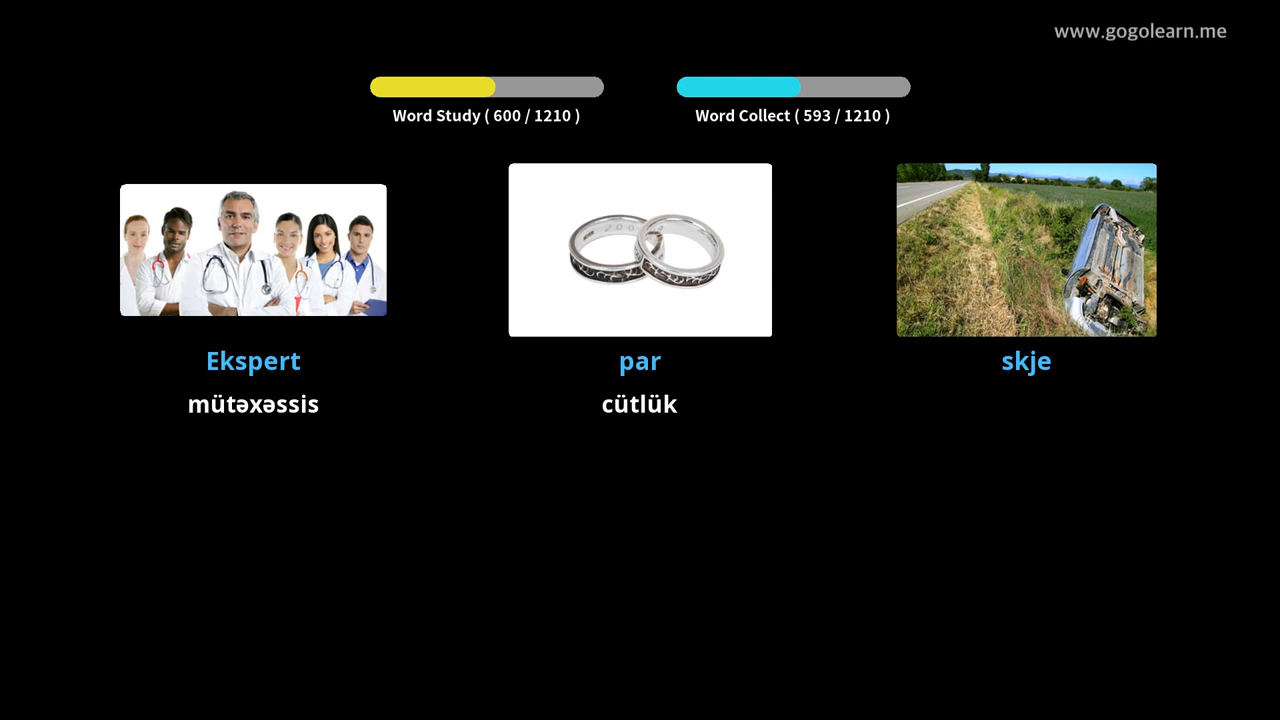 www.gogolearn.me
Word Study ( 600 / 1210 )
Word Collect ( 593 / 1210 )
Ekspert
par
skje
mütəxəssis
cütlük